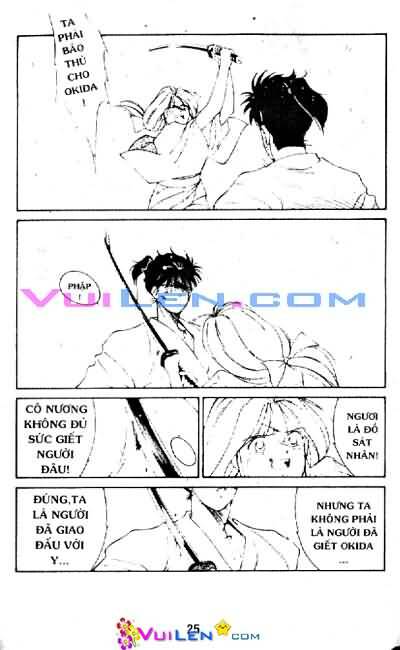 TA
PHẢI
BÁO
THÙ
CHO
OKIDA
!
PHẬP
!
VUILEN.COM
CÔ NƯƠNG
KHÔNG ĐỦ
SỨC GIẾT
NGƯỜI
ĐÂU!
NGƯƠI
LÀ ĐỒ
SÁT
NHÂN!
ĐÚNG,TA
LÀ NGƯỜI
ĐÃ GIAO
ĐẤU VỚI
Y...
NHƯNG TA
KHÔNG PHẢI
LÀ NGƯỜI ĐÃ
GIẾT OKIDA
....
25
VUILEN.COM